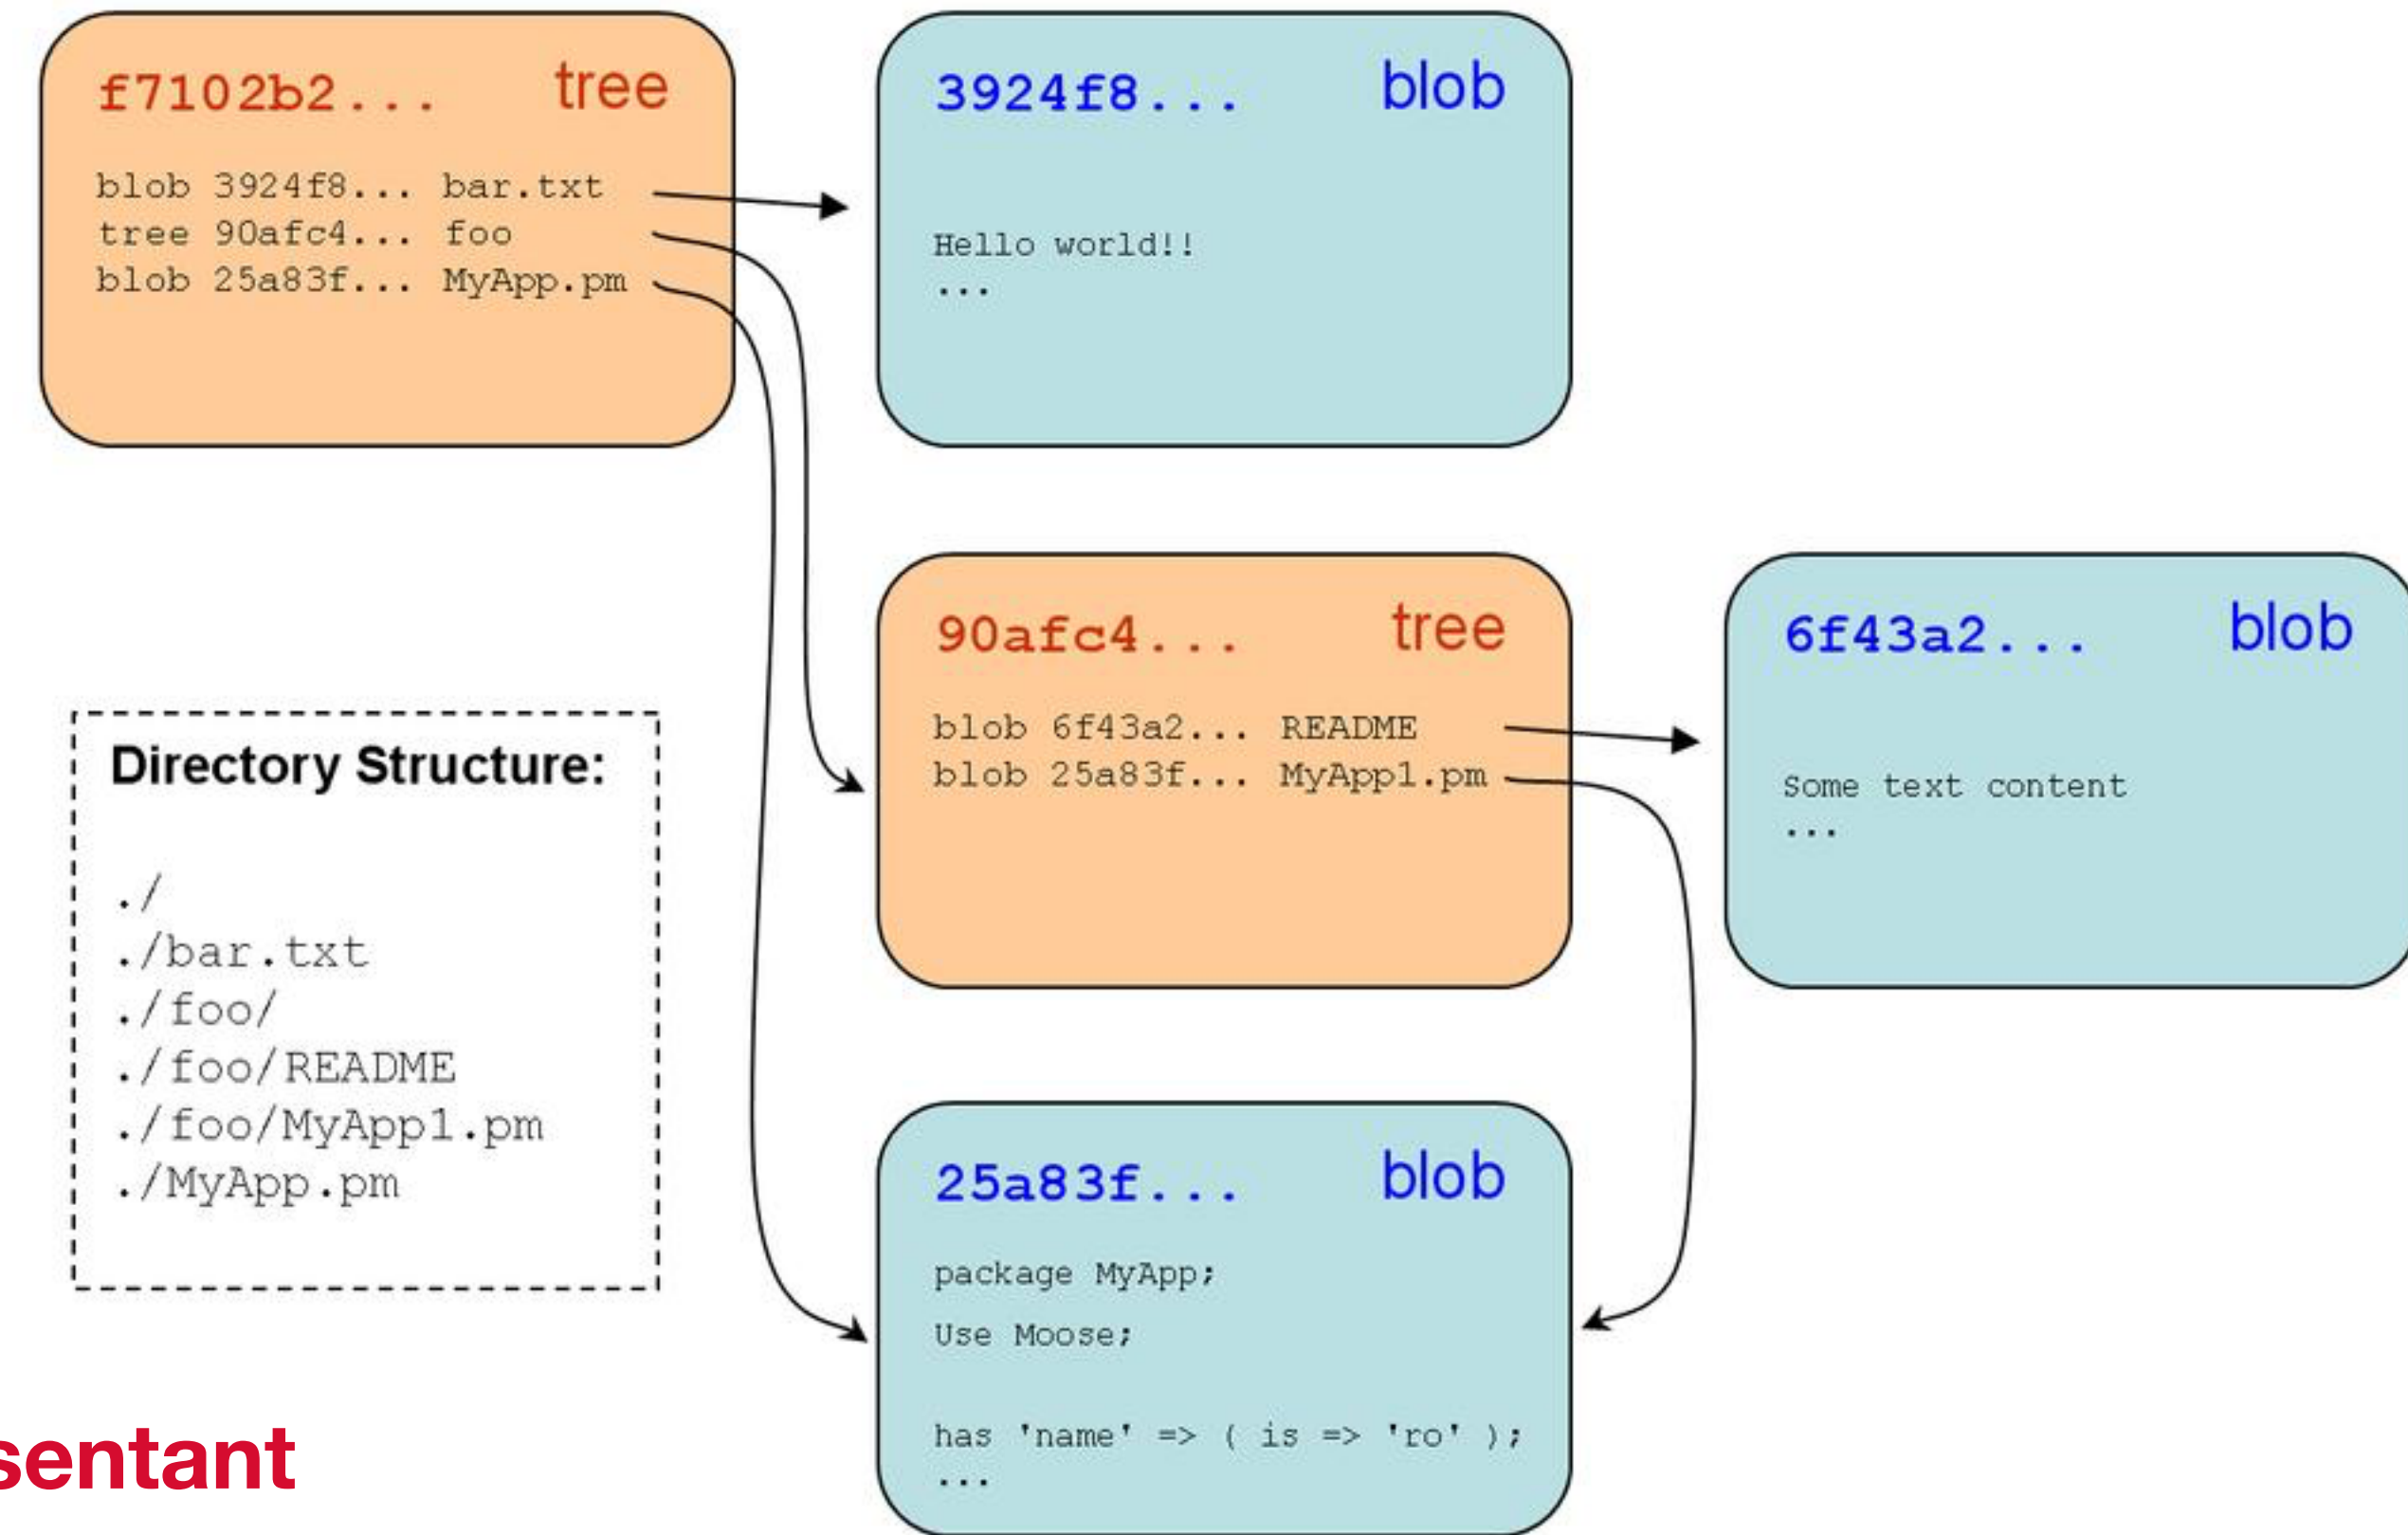 f7102b2... tree
blob 3924f8... bar.txt
tree 90afc4... foo
blob 25a83f... MyApp.pm
3924f8... blob
Hello world!!
...
90afc4... tree
blob 6f43a2... README
blob 25a83f... MyApp1.pm
6f43a2... blob
Some text content
...
Directory Structure:
./
./bar.txt
./foo/
./foo/README
./foo/MyApp1.pm
./MyApp.pm
25a83f... blob
package MyApp;
Use Moose;
has 'name' => ( is => 'ro' );
...
sentant